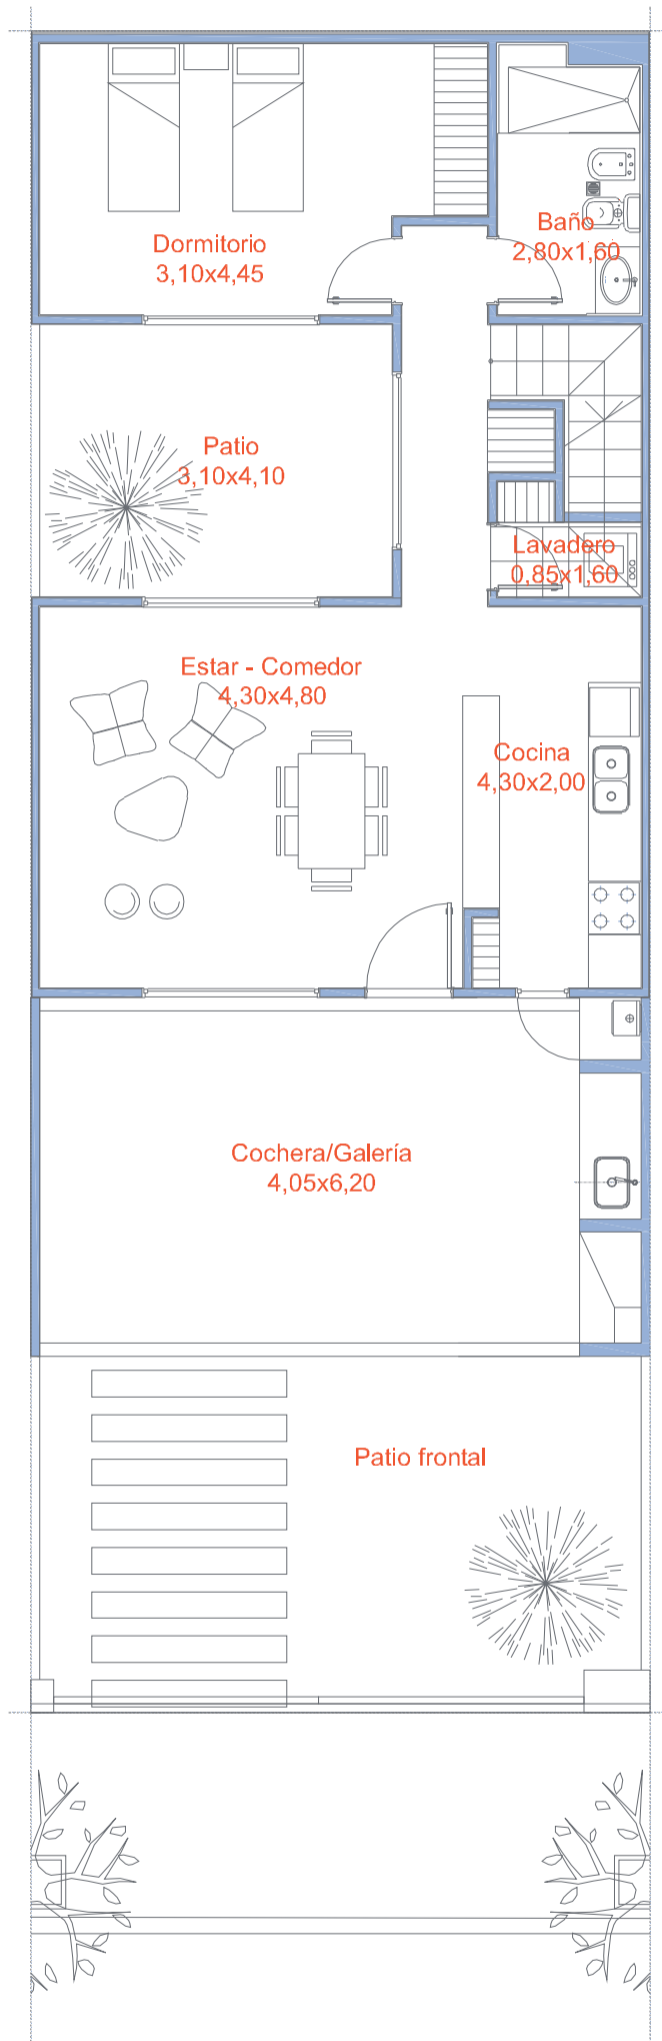 Dormitorio
3,10x4,45
Baño
2,80x1,60
Patio
3,10x4,10
Lavadero
0,85x1,60
Estar - Comedor
4,30x4,80
Cocina
4,30x2,00
Cochera/Galería
4,05x6,20
Patio frontal